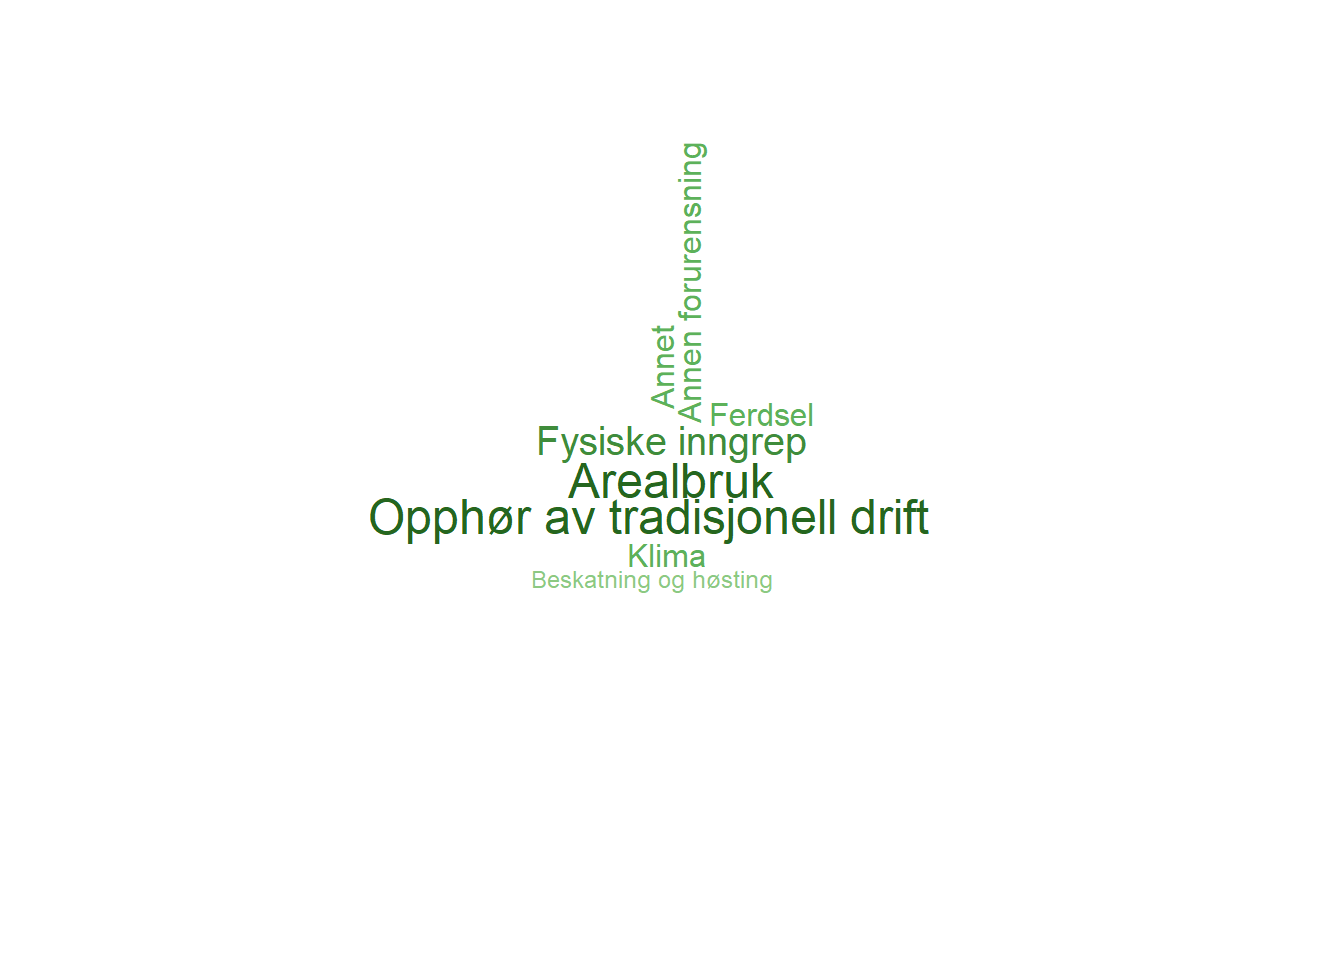 Annen forurensning
Annet
Ferdsel
Fysiske inngrep
Arealbruk
Opphør av tradisjonell drift
Klima
Beskatning og høsting